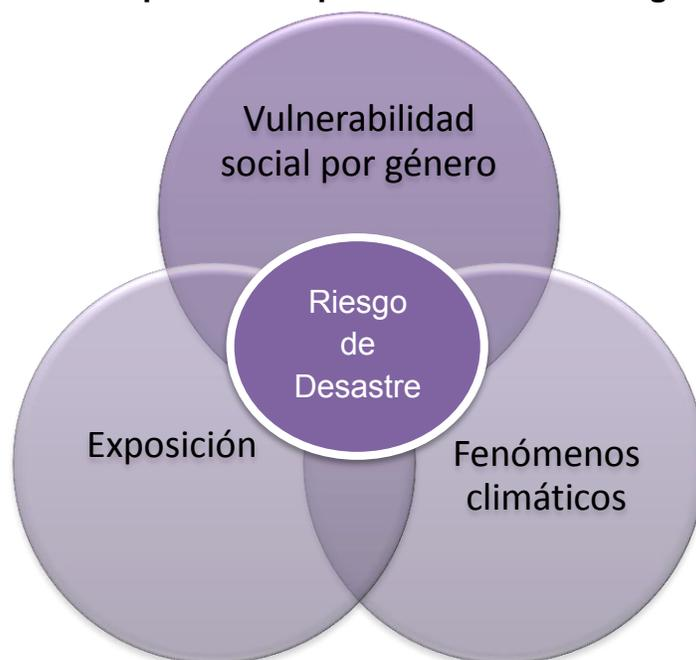 Vulnerabilidad
social por género
Riesgo
de
Desastre
Exposición
Fenómenos
climáticos